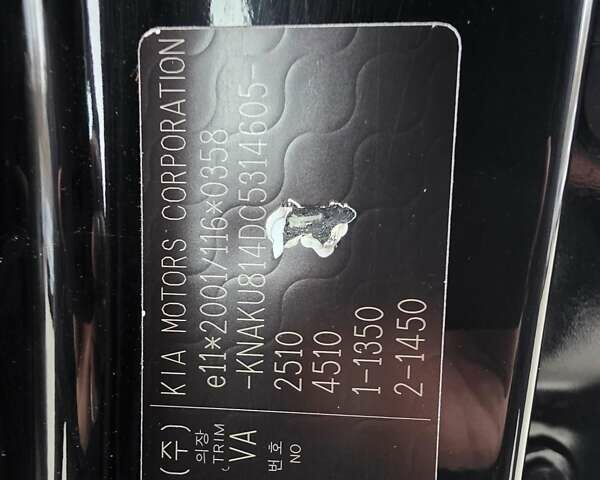 (주) KIA MOTORS CORPORATION
e11*2001/116*0358
-KNAKU814DC5314605-
2510
4510
1-1350
2-1450
의장
(TRIM
VA
번호
NO